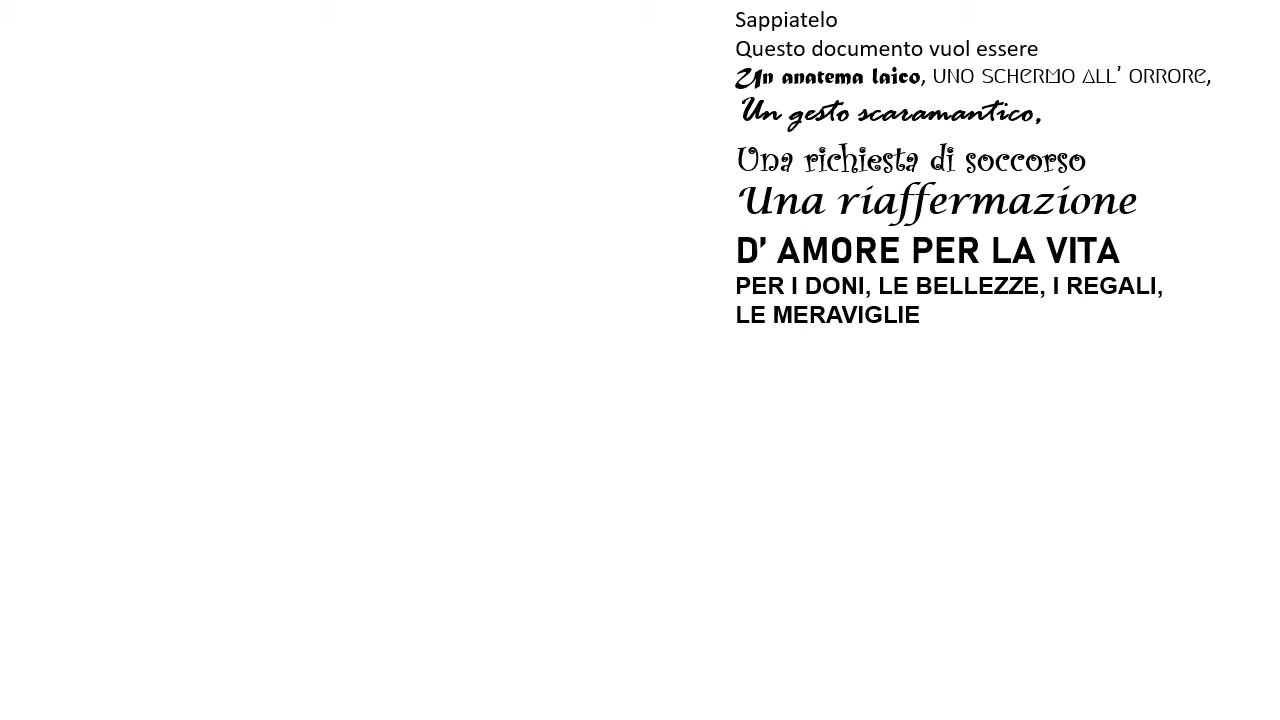 Sappiatelo
Questo documento vuol essere
Un anatema laico, UNO SCHERMO ALL' ORRORE,
Un gesto scaramantico,
Una richiesta di soccorso
Una riaffermazione
D' AMORE PER LA VITA
PER I DONI, LE BELLEZZE, I REGALI,
LE MERAVIGLIE